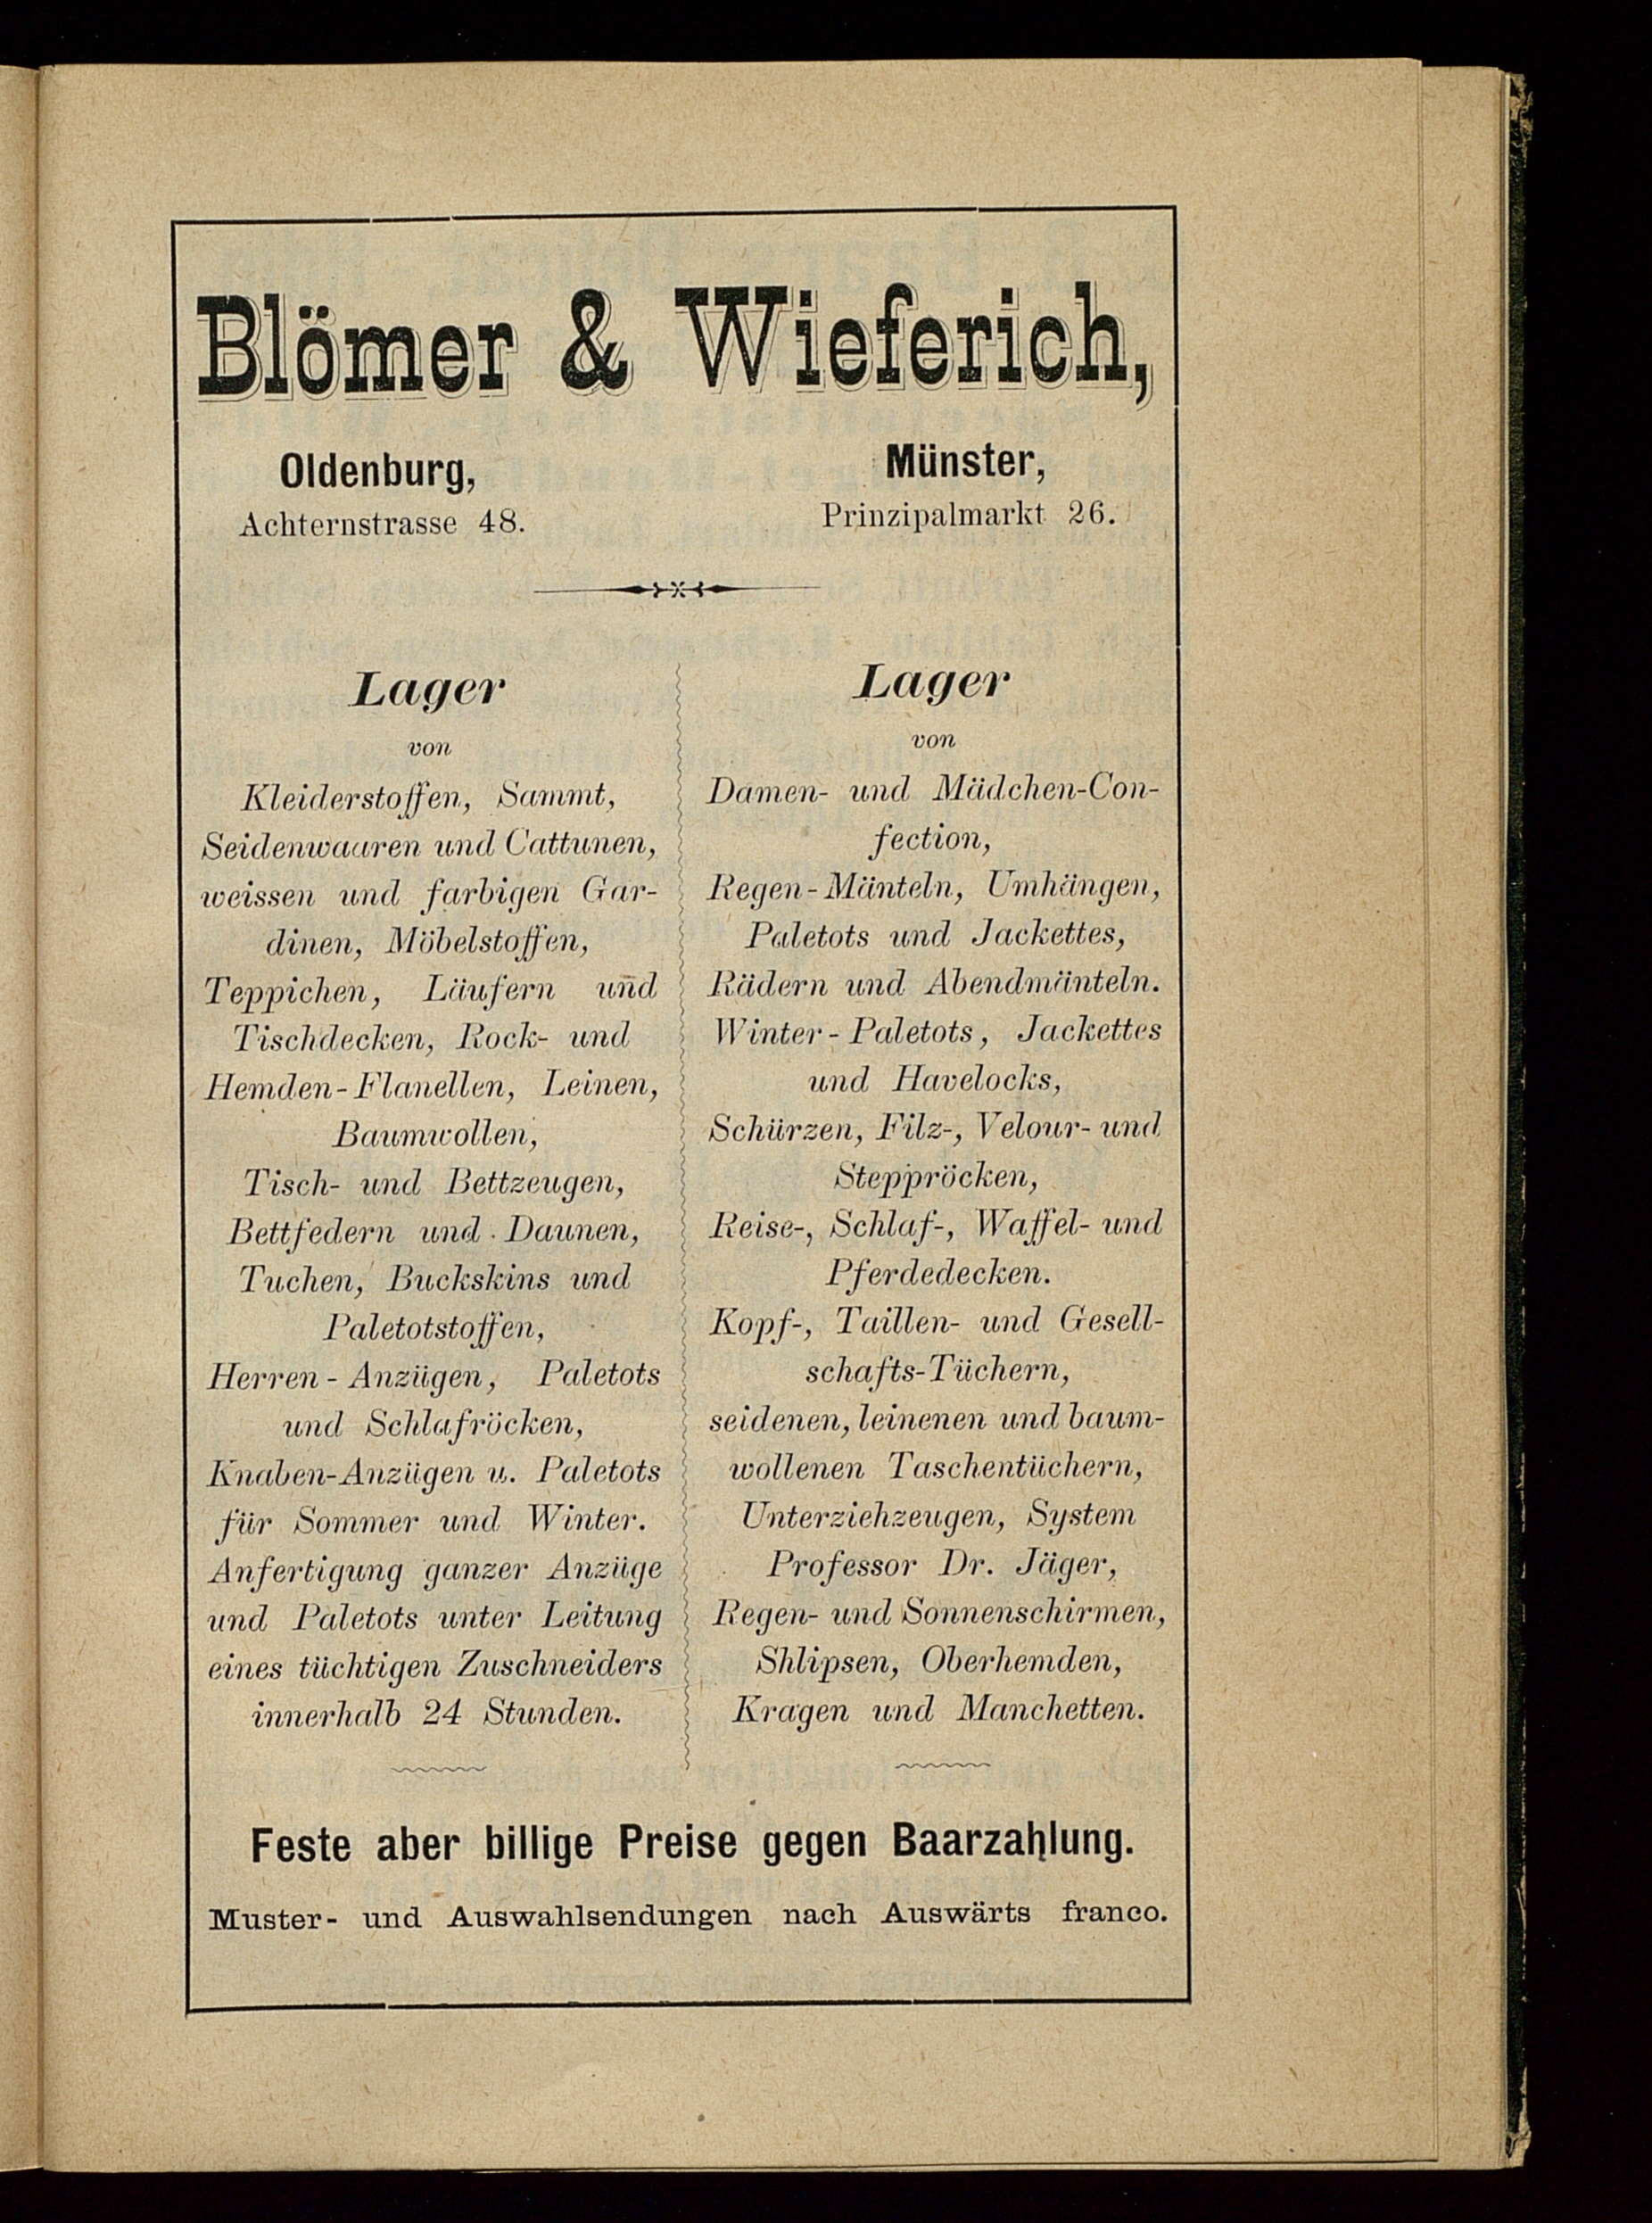 Blömer & Wieferich,
Oldenburg,
Achternstrasse 48.
Münster,
Prinzipalmarkt 26.
Lager
von
Kleiderstoffen, Sammt,
Seidenwaaren und Cattunen,
weissen und farbigen Gar-
dinen, Möbelstoffen,
Teppichen, Läufern und
Tischdecken, Rock- und
Hemden-Flanellen, Leinen,
Baumwollen,
Tisch- und Bettzeugen,
Bettfedern und Daunen,
Tuchen, Buckskins und
Paletotstoffen,
Herren-Anzügen, Paletots
und Schlafröcken,
Knaben-Anzügen u. Paletots
für Sommer und Winter.
Anfertigung ganzer Anzüge
und Paletots unter Leitung
eines tüchtigen Zuschneiders
innerhalb 24 Stunden.
Lager
von
Damen- und Mädchen-Con-
fection,
Regen-Mänteln, Umhängen,
Paletots und Jackettes,
Rädern und Abendmänteln.
Winter-Paletots, Jackettes
und Havelocks,
Schürzen, Filz-, Velour- und
Stepprücken,
Reise-, Schlaf-, Waffel- und
Pferdedecken.
Kopf-, Taillen- und Gesell-
schafts-Tüchern,
seidenen, leinenen und baum-
wollenen Taschentüchern,
Unterziehzeugen, System
Professor Dr. Jäger,
Regen- und Sonnenschirmen,
Shlipsen, Oberhemden,
Kragen und Manchetten.
Feste aber billige Preise gegen Baarzahlung.
Muster- und Auswahlsendungen nach Auswärts franco.